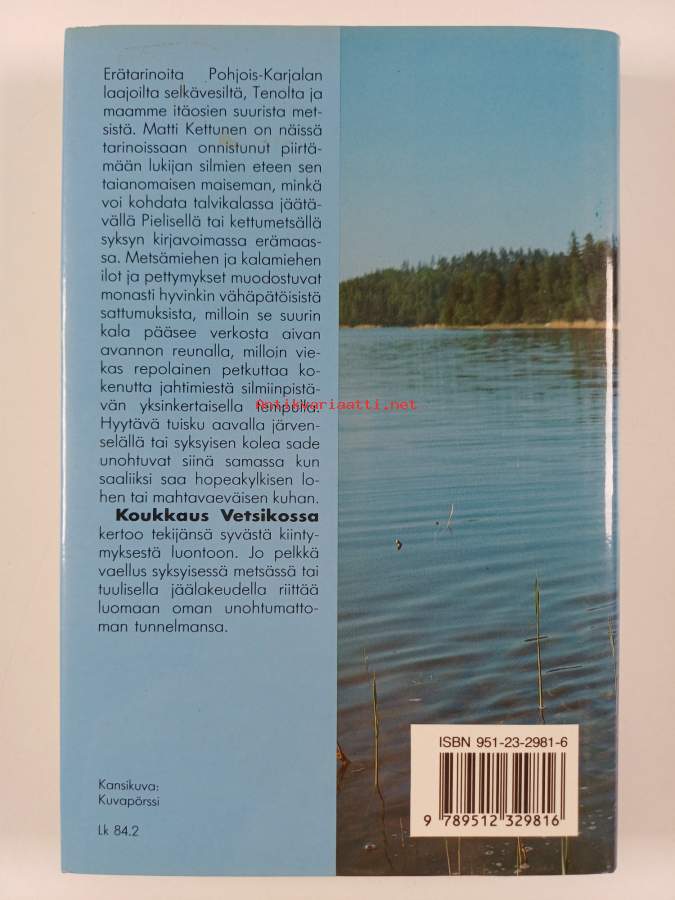 Erätarinoita Pohjois-Karjalan
laajoilta selkävesiltä, Tenolta ja
maamme itäosien suurista met-
sistä. Matti Kettunen on näissä
tarinoissaan onnistunut piirtä-
mään lukijan silmien eteen sen
taianomaisen maiseman, minkä
voi kohdata talvikalassa jäätä-
vällä Pielisellä tai kettumetsällä
syksyn kirjavoimassa erämaas-
sa. Metsämiehen ja kalamiehen
ilot ja pettymykset muodostuvat
monasti hyvinkin vähäpätöisistä
sattumuksista, milloin se suurin
kala pääsee verkosta aivan
avannon reunalla, milloin vie-
kas repolainen petkuttaa ko-
kenutta jahtimiestä silmiinpistä-
vän yksinkertaisella tempulla.
Antikvariaatti.net
Hyytävä tuisku aavalla järven-
selällä tai syksyisen kolea sade
unohtuvat siinä samassa kun
saaliiksi saa hopeakylkisen lo-
hen tai mahtavaeväisen kuhan.
Koukkaus Vetsikossa
kertoo tekijänsä syvästä kiinty-
myksestä luontoon. Jo pelkkä
vaellus syksyisessä metsässä tai
tuulisella jäälakeudella riittää
luomaan oman unohtumatto-
man tunnelmansa.
Kansikuva:
Kuvapörssi
Lk 84.2
ISBN 951-23-2981-6
9 789512 329816